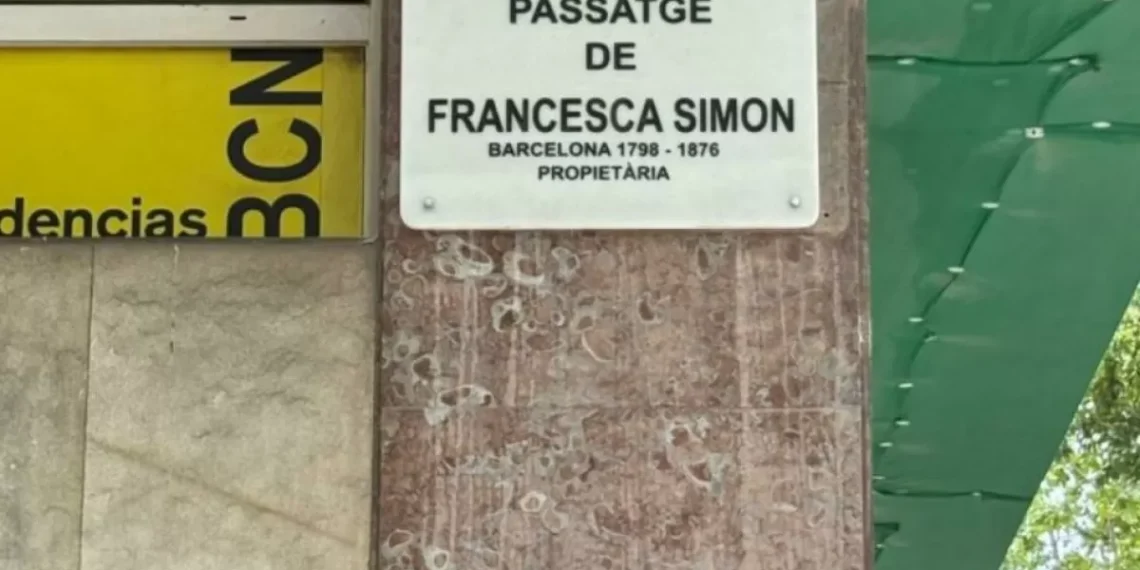 PASSATGE
DE
FRANCESCA SIMON
BARCELONA 1798 - 1876
PROPIETÀRIA
BCN
dencias